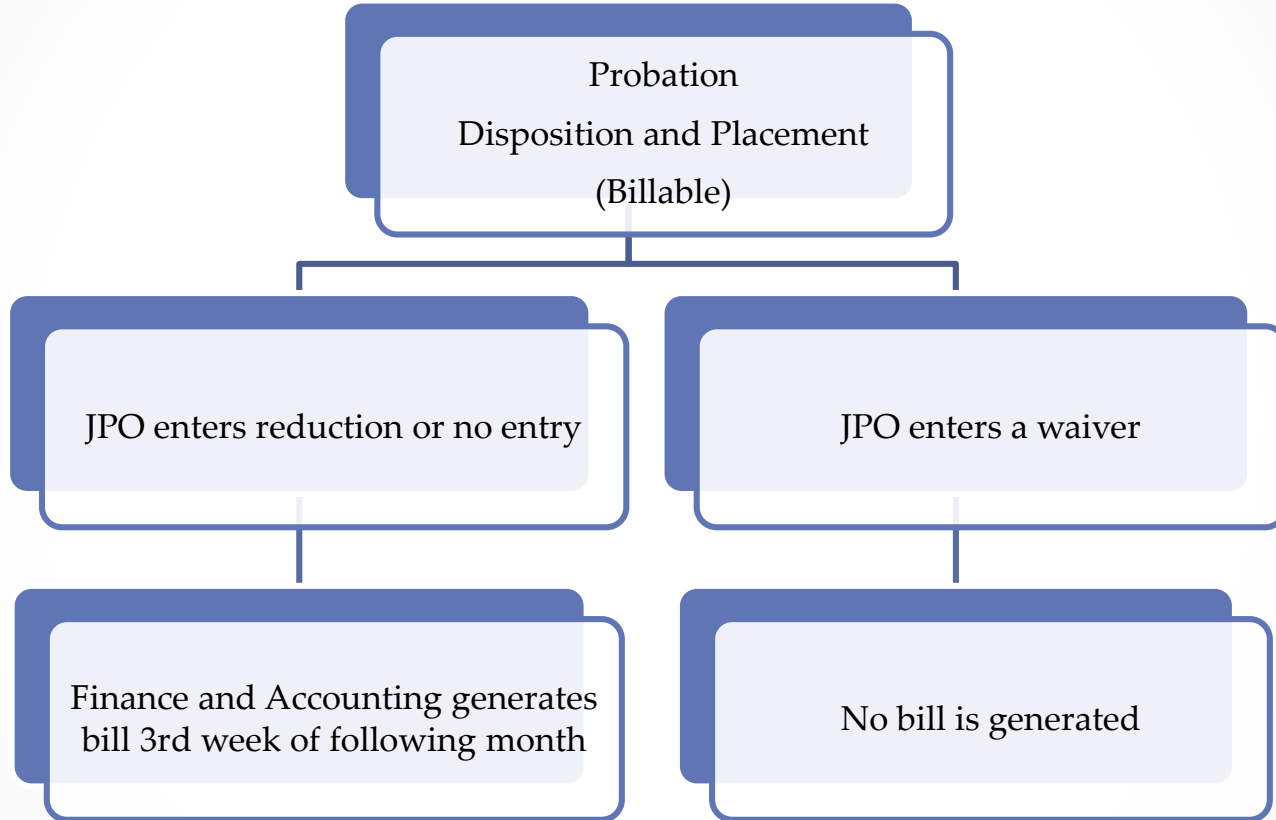 Probation
Disposition and Placement
(Billable)
JPO enters reduction or no entry
JPO enters a waiver
Finance and Accounting generates
bill 3rd week of following month
No bill is generated